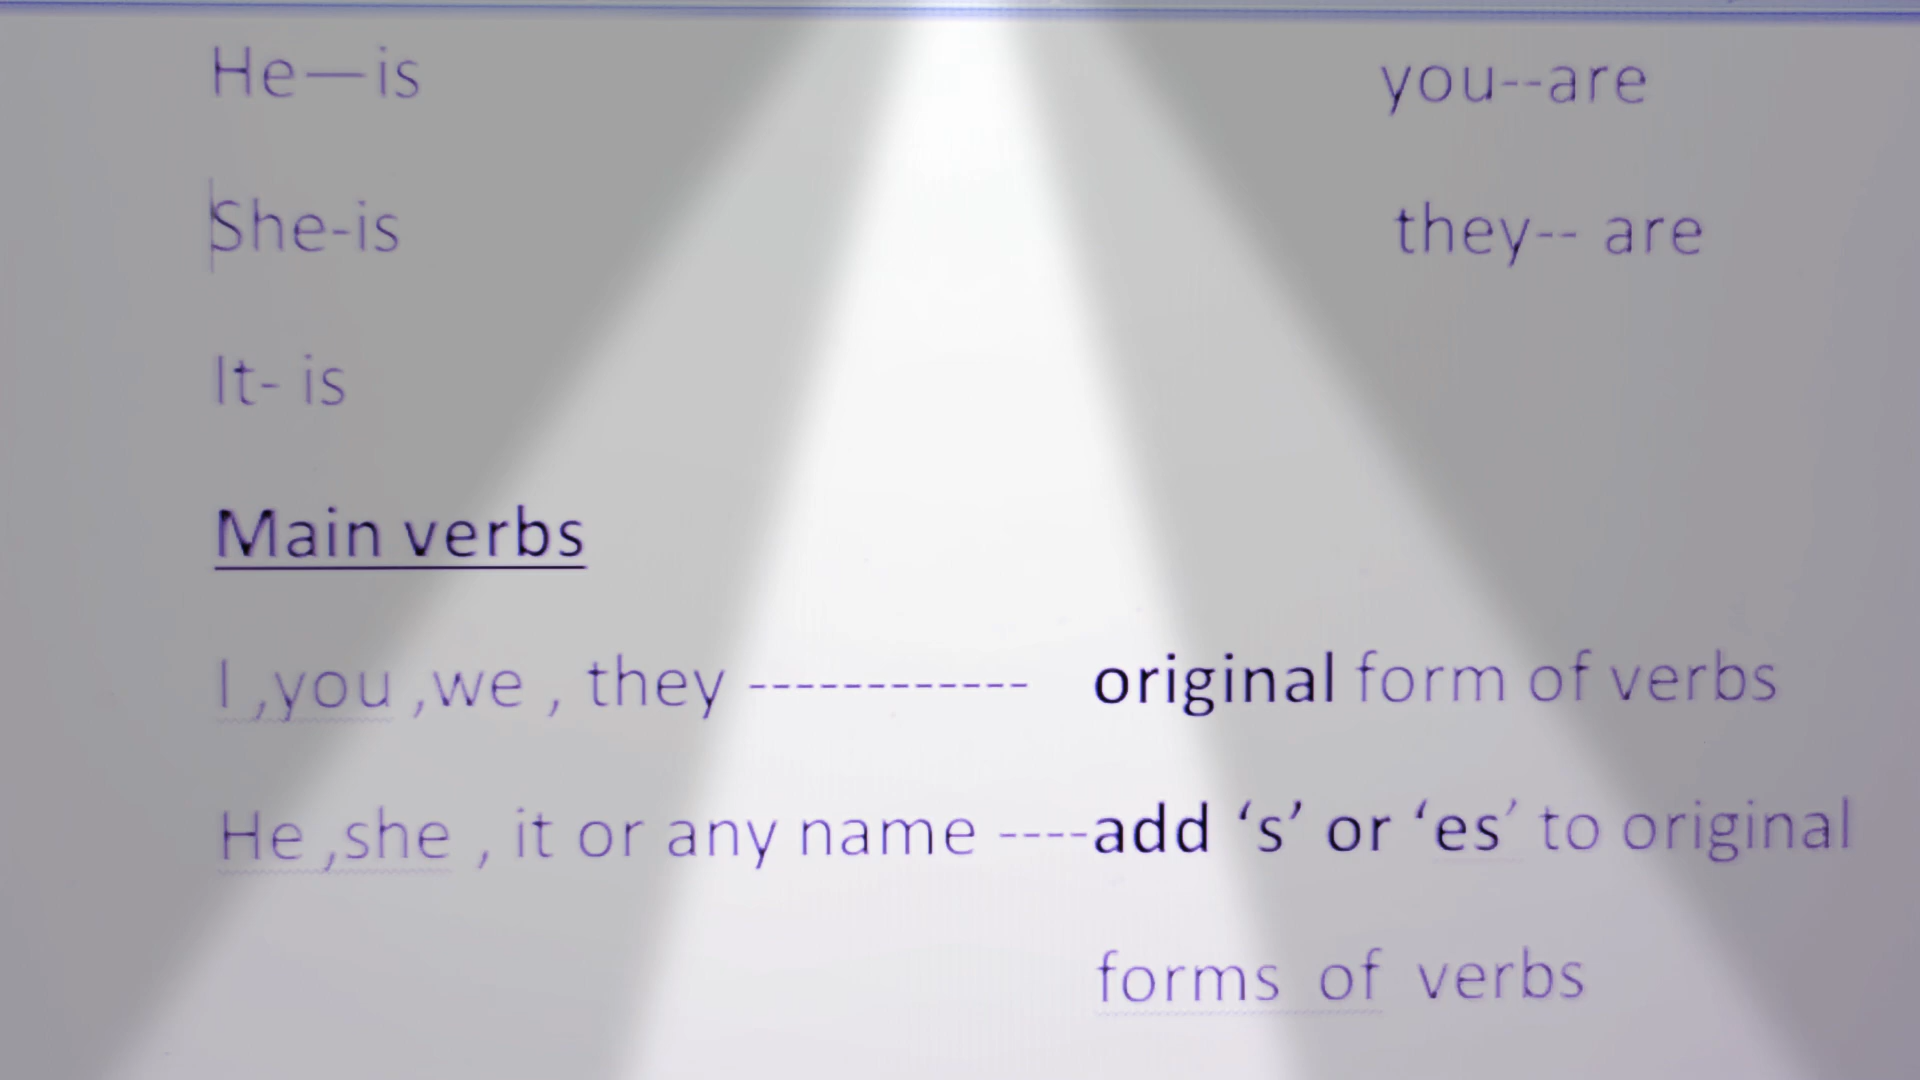 He—is you--are
She-is they-- are
It- is
Main verbs
I ,you ,we , they ------------ original form of verbs
He ,she , it or any name ----add ‘s’ or ‘es’ to original
forms of verbs